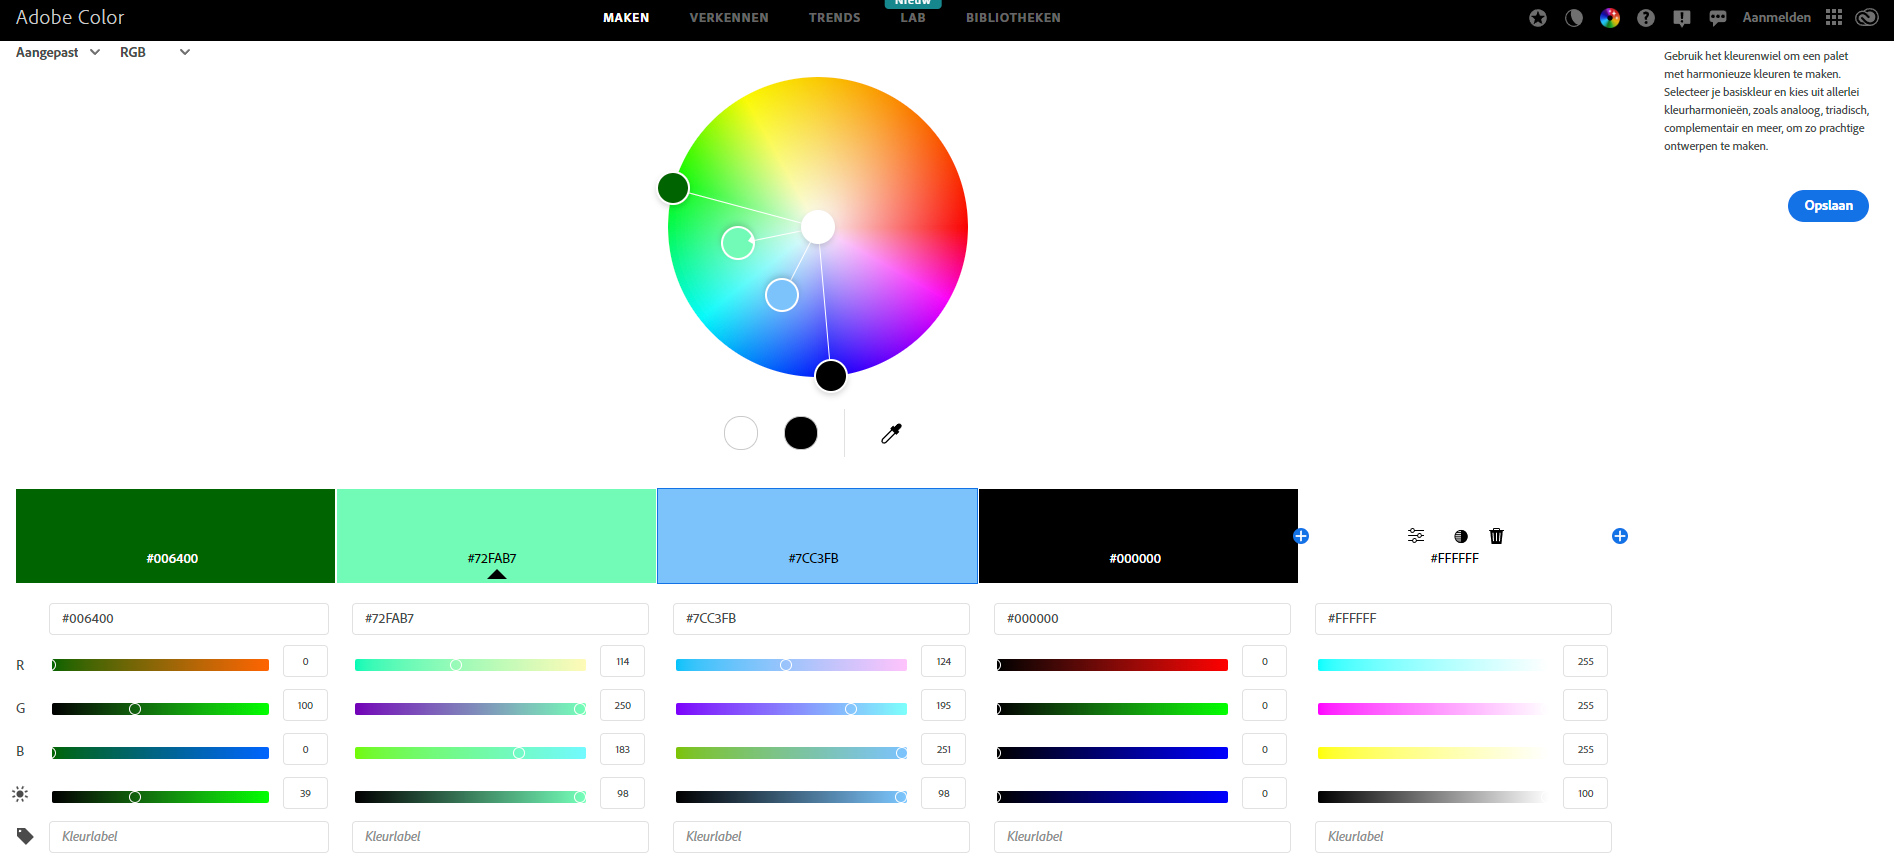 Adobe Color
MAKEN
VERKENNEN
TRENDS
Nieuw
LAB
BIBLIOTHEKEN
Aanmelden
Aangepast
RGB
Gebruik het kleurenwiel om een palet
met harmonieuze kleuren te maken.
Selecteer je basiskleur en kies uit allerlei
kleurharmonieën, zoals analoog, triadisch,
complementair en meer, om zo prachtige
ontwerpen te maken.
Opslaan
#006400
#72FAB7
#7CC3FB
#000000
#FFFFFF
#006400
#72FAB7
#7CC3FB
#000000
#FFFFFF
R
0
114
124
0
255
G
100
250
195
0
255
B
0
183
251
0
255
39
98
98
0
100
Kleurlabel
Kleurlabel
Kleurlabel
Kleurlabel
Kleurlabel